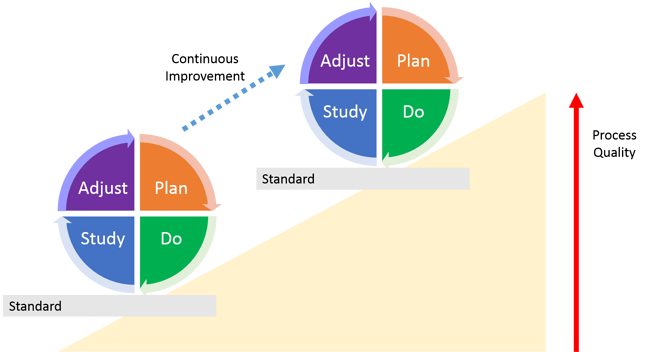 Continuous
Improvement
Adjust
Plan
Study
Do
Standard
Process
Quality
Adjust
Plan
Study
Do
Standard